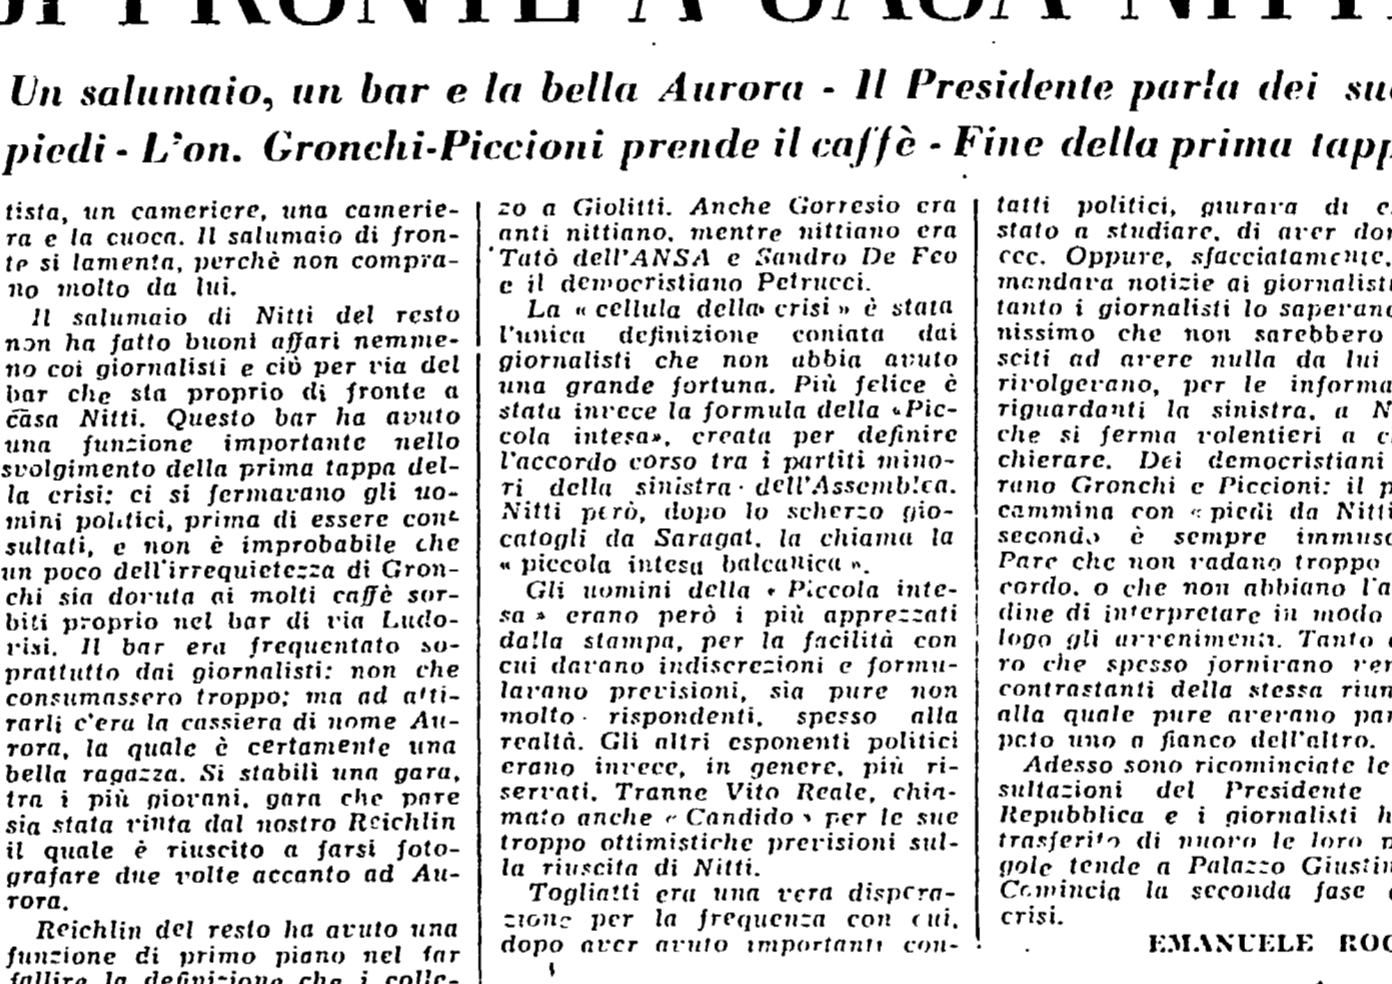 DI FRONTE A CASA NITTI
Un salumaio, un bar e la bella Aurora - Il Presidente parla dei
piedi - L'on. Gronchi-Piccioni prende il caffè - Fine della prima
tista, un cameriere, una camerie-
ra e la cuoca. Il salumaio di fron-
te si lamenta, perchè non compra-
no molto da lui.
Il salumaio di Nitti del resto
non ha fatto buoni affari nemme-
no coi giornalisti e ciò per via del
bar che sta proprio di fronte a
casa Nitti. Questo bar ha avuto
una funzione importante nello
svolgimento della prima tappa del-
la crisi: ci si fermavano gli uo-
mini politici, prima di essere con-
sultati, e non è improbabile che
un poco dell'irrequietezza di Gron-
chi sia dovuta ai molti caffè sor-
biti proprio nel bar di via Ludo-
visi. Il bar era frequentato so-
prattutto dai giornalisti: non che
consumassero troppo; ma ad atti-
rarli c'era la cassiera di nome Au-
rora, la quale è certamente una
bella ragazza. Si stabilì una gara,
tra i più giovani, gara che pare
sia stata vinta dal nostro Reichlin
il quale è riuscito a farsi foto-
grafare due volte accanto ad Au-
rora.
Reichlin del resto ha avuto una
funzione di primo piano nel far
fallire la definizione che i colle-
zo a Giolitti. Anche Gorresio era
anti nittiano, mentre nittiano era
Tatò dell'ANSA e Sandro De Feo
e il democristiano Petrucci.
La « cellula della crisi » è stata
l'unica definizione coniata dai
giornalisti che non abbia avuto
una grande fortuna. Più felice è
stata invece la formula della «Pic-
cola intesa», creata per definire
l'accordo corso tra i partiti mino-
ri della sinistra dell'Assemblea.
Nitti però, dopo lo scherzo gio-
catogli da Saragat, la chiama la
« piccola intesa balcanica ».
Gli uomini della « Piccola inte-
sa » erano però i più apprezzati
dalla stampa, per la facilità con
cui davano indiscrezioni e formu-
lavano previsioni, sia pure non
molto rispondenti, spesso alla
realtà. Gli altri esponenti politici
erano invece, in genere, più ri-
servati. Tranne Vito Reale, chia-
mato anche « Candido » per le sue
troppo ottimistiche previsioni sul-
la riuscita di Nitti.
Togliatti era una vera dispera-
zione per la frequenza con cui,
dopo aver avuto importanti con-
tatti politici, giurava di
stato a studiare, di aver
ecc. Oppure, sfacciatamente,
mandava notizie ai giornalisti
tanto i giornalisti lo
nissimo che non sarebbero
sciti ad avere nulla da lui
rivolgevano, per le
riguardanti la sinistra, a
che si ferma volentieri a
chierare. Dei democristiani
rano Gronchi e Piccioni: il
cammina con « piedi da Nitti
secondo è sempre
Pare che non vadano troppo
cordo, o che non abbiano
dine di interpretare in modo
logo gli avvenimenti. Tanto
ro che spesso fornivano
contrastanti della stessa
alla quale pure avevano
pato uno a fianco dell'altro.
Adesso sono ricominciate le
sultazioni del Presidente
Repubblica e i giornalisti
trasferito di nuovo le loro
gole tende a Palazzo
Comincia la seconda fase
crisi.
EMANUELE